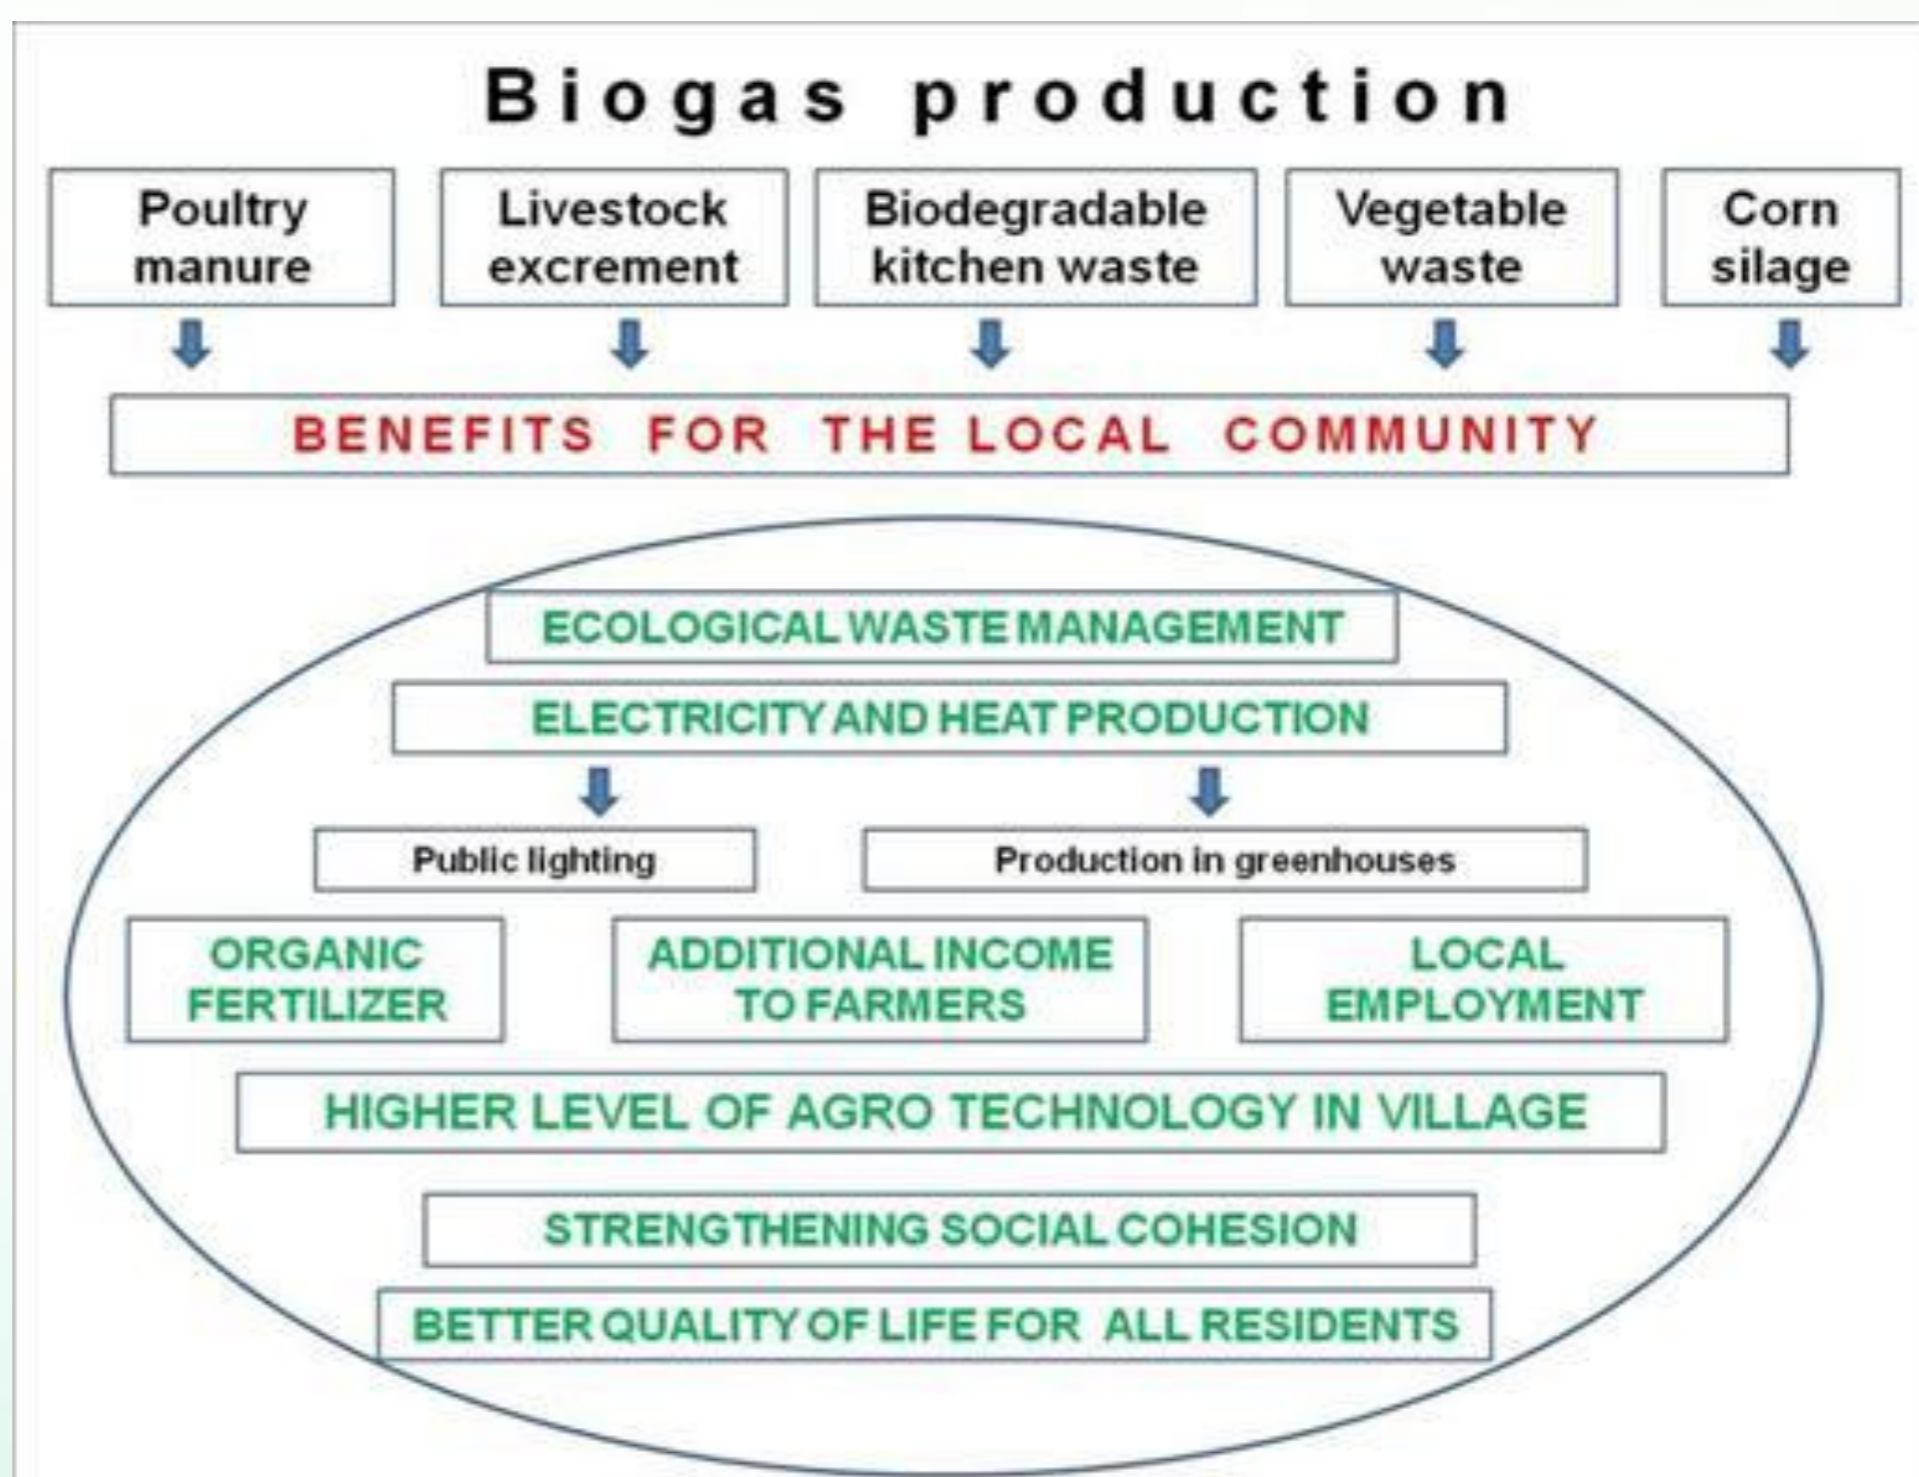 Biogas production
Poultry
manure
Livestock
excrement
Biodegradable
kitchen waste
Vegetable
waste
Corn
silage
BENEFITS FOR THE LOCAL COMMUNITY
ECOLOGICAL WASTE MANAGEMENT
ELECTRICITY AND HEAT PRODUCTION
Public lighting
Production in greenhouses
ORGANIC
FERTILIZER
ADDITIONAL INCOME
TO FARMERS
LOCAL
EMPLOYMENT
HIGHER LEVEL OF AGRO TECHNOLOGY IN VILLAGE
STRENGTHENING SOCIAL COHESION
BETTER QUALITY OF LIFE FOR ALL RESIDENTS